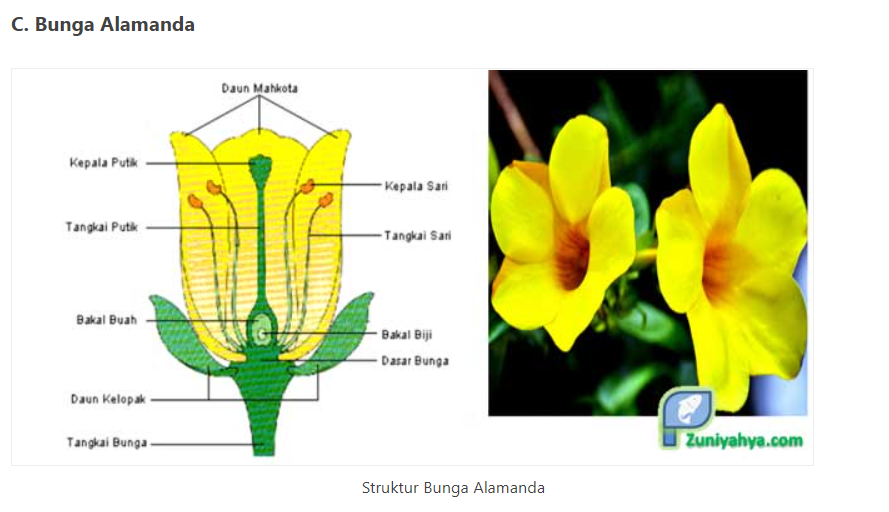 C. Bunga Alamanda
Daun Mahkota
Kepala Putik
Kepala Sari
Tangkai Putik
Tangkai Sari
Bakal Buah
Bakal Biji
Dasar Bunga
Daun Kelopak
Tangkai Bunga
Zuniyahya.com
Struktur Bunga Alamanda